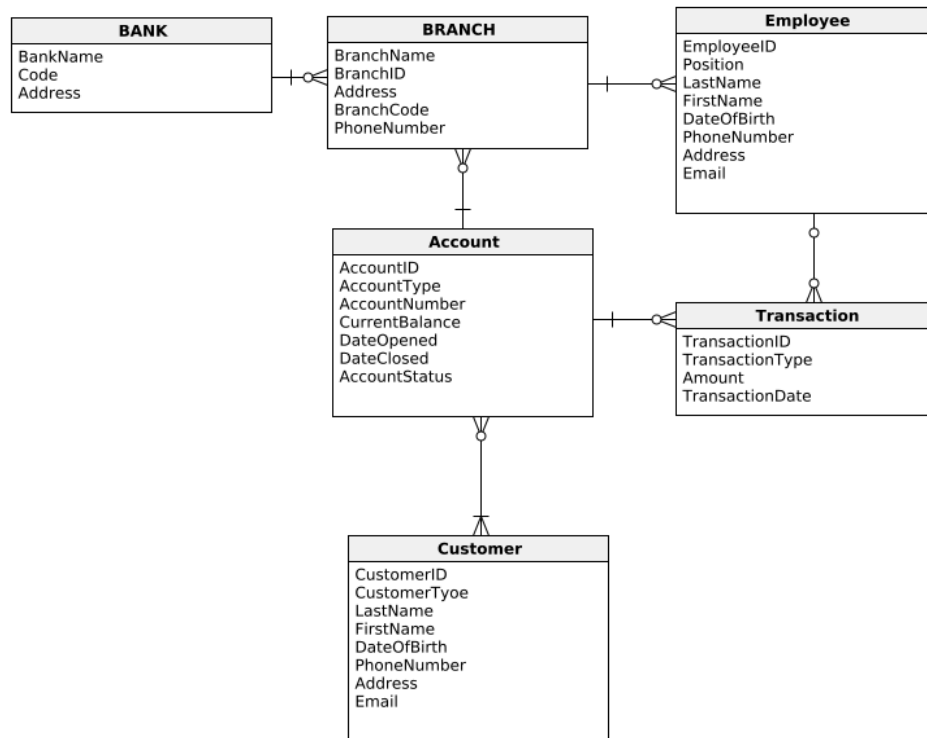 BANK
BankName
Code
Address
BRANCH
BranchName
BranchID
Address
BranchCode
PhoneNumber
Employee
EmployeeID
Position
LastName
FirstName
DateOfBirth
PhoneNumber
Address
Email
Account
AccountID
AccountType
AccountNumber
CurrentBalance
DateOpened
DateClosed
AccountStatus
Transaction
TransactionID
TransactionType
Amount
TransactionDate
Customer
CustomerID
CustomerTyoe
LastName
FirstName
DateOfBirth
PhoneNumber
Address
Email